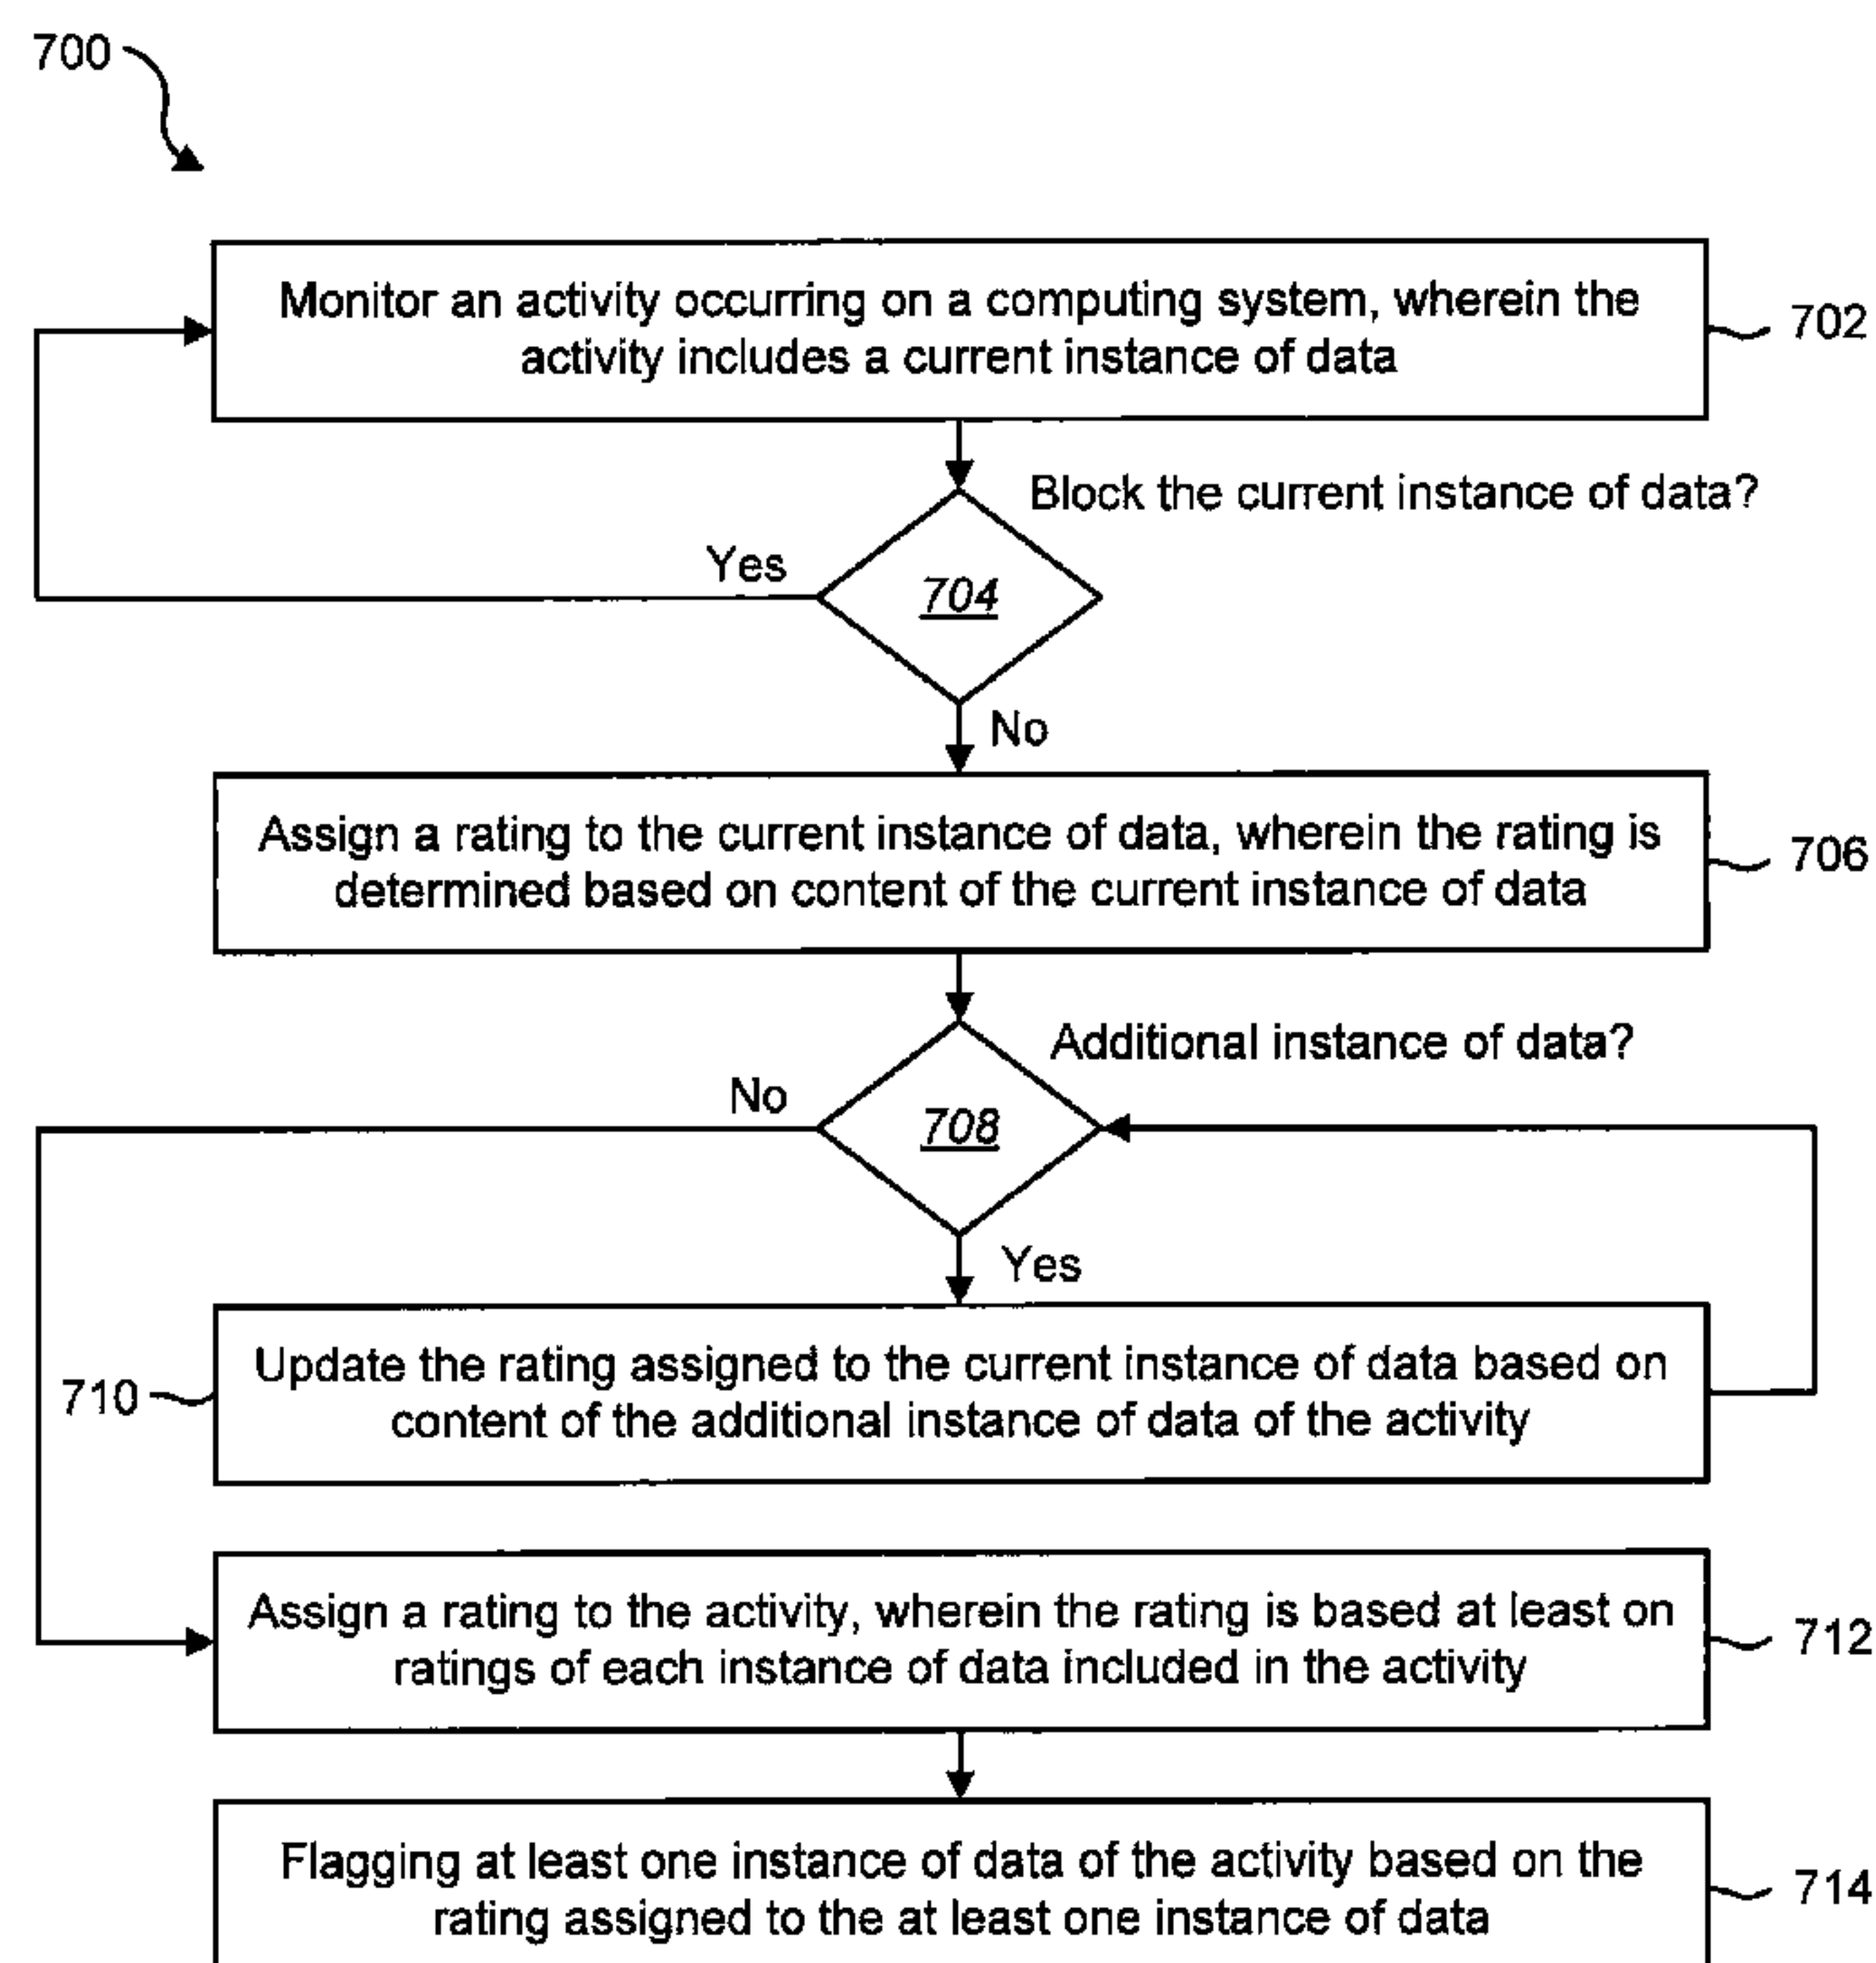 700
Monitor an activity occurring on a computing system, wherein the
activity includes a current instance of data
702
Block the current instance of data?
Yes
704
No
Assign a rating to the current instance of data, wherein the rating is
determined based on content of the current instance of data
706
Additional instance of data?
No
708
Yes
Update the rating assigned to the current instance of data based on
content of the additional instance of data of the activity
710
Assign a rating to the activity, wherein the rating is based at least on
ratings of each instance of data included in the activity
712
Flagging at least one instance of data of the activity based on the
rating assigned to the at least one instance of data
714